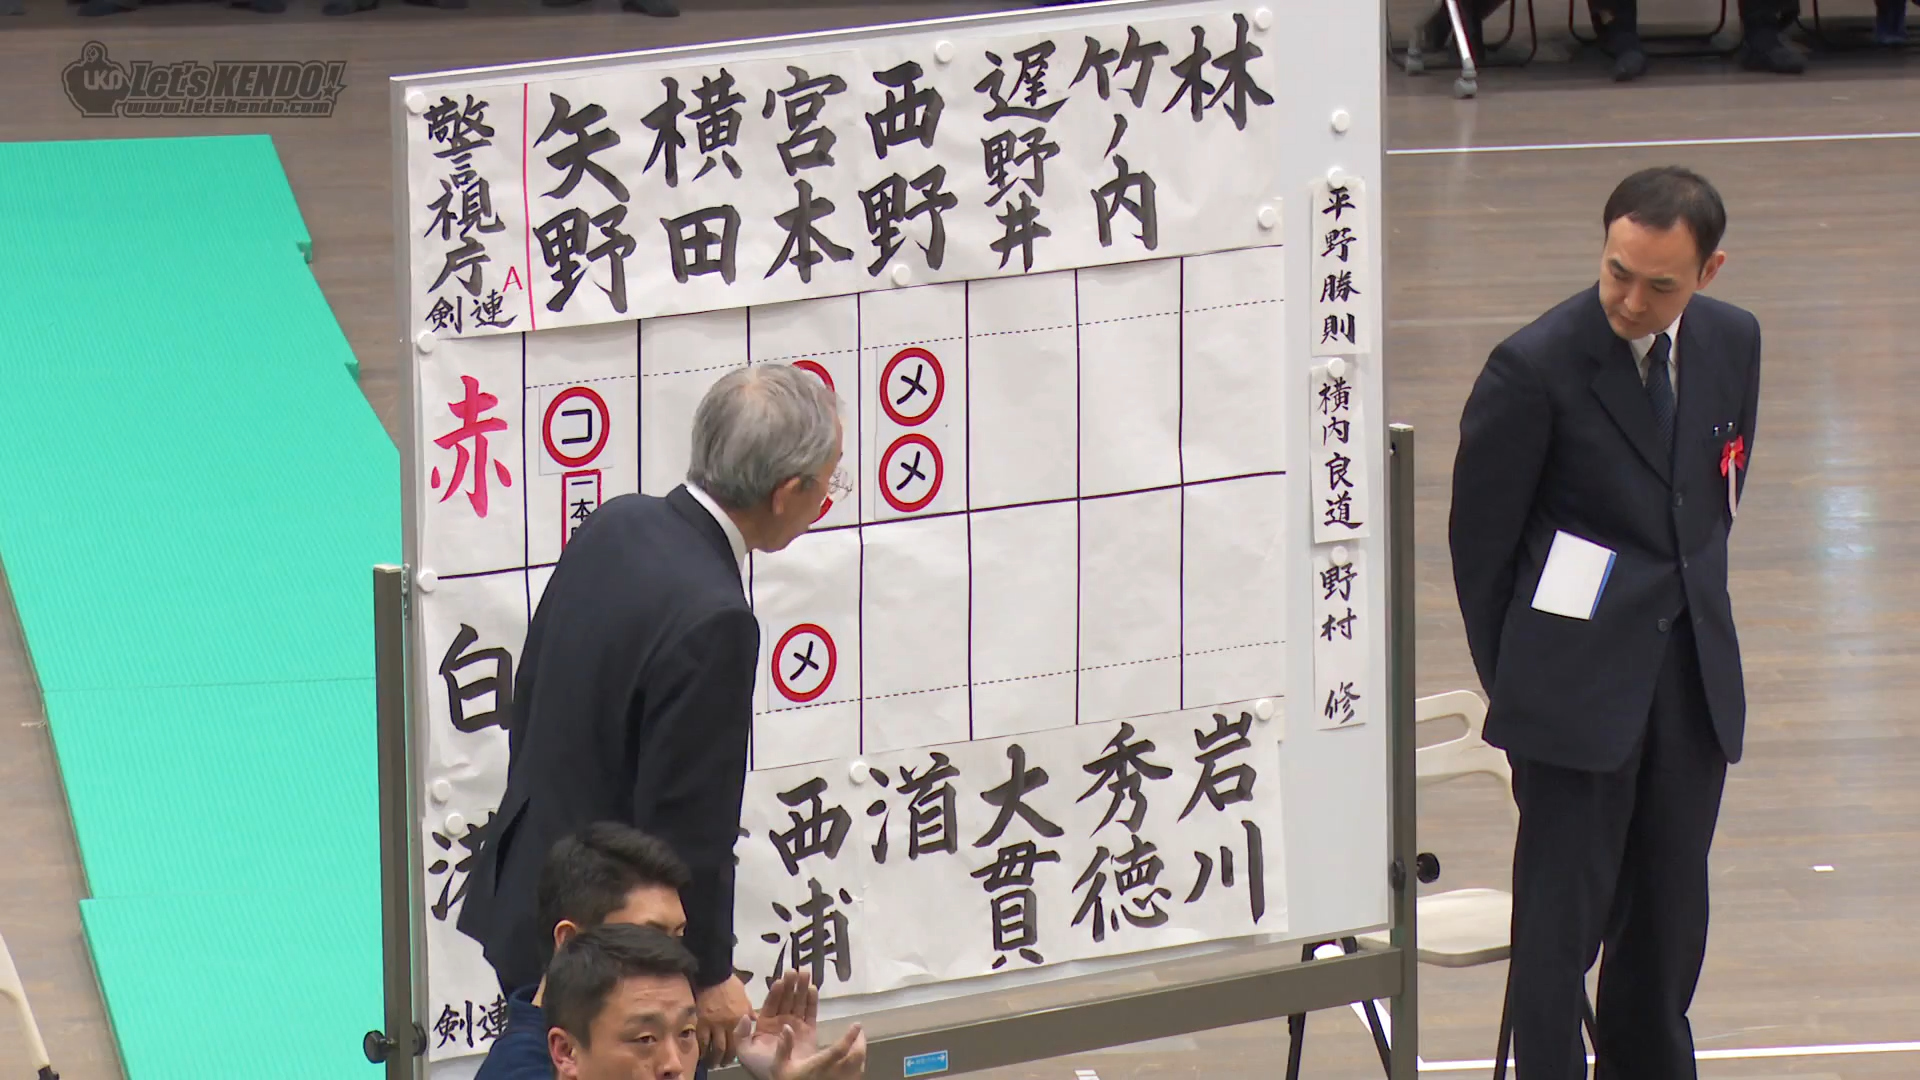 LKD Let's KENDO!
www.letskendo.com
警視庁A
剣連
矢野
横田
宮本
西野
遅野井
竹ノ内
林
赤
コ
一本
メ
メ
白
メ
西浦
大貫
秀徳
岩川
剣連
平野勝則
横内良道
野村 修